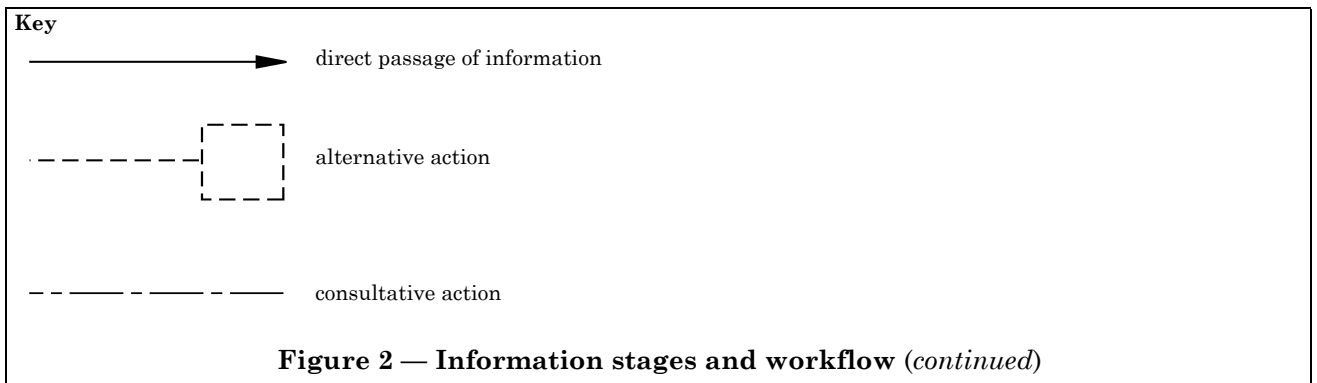 Key
direct passage of information
alternative action
consultative action
Figure 2 — Information stages and workflow (continued)